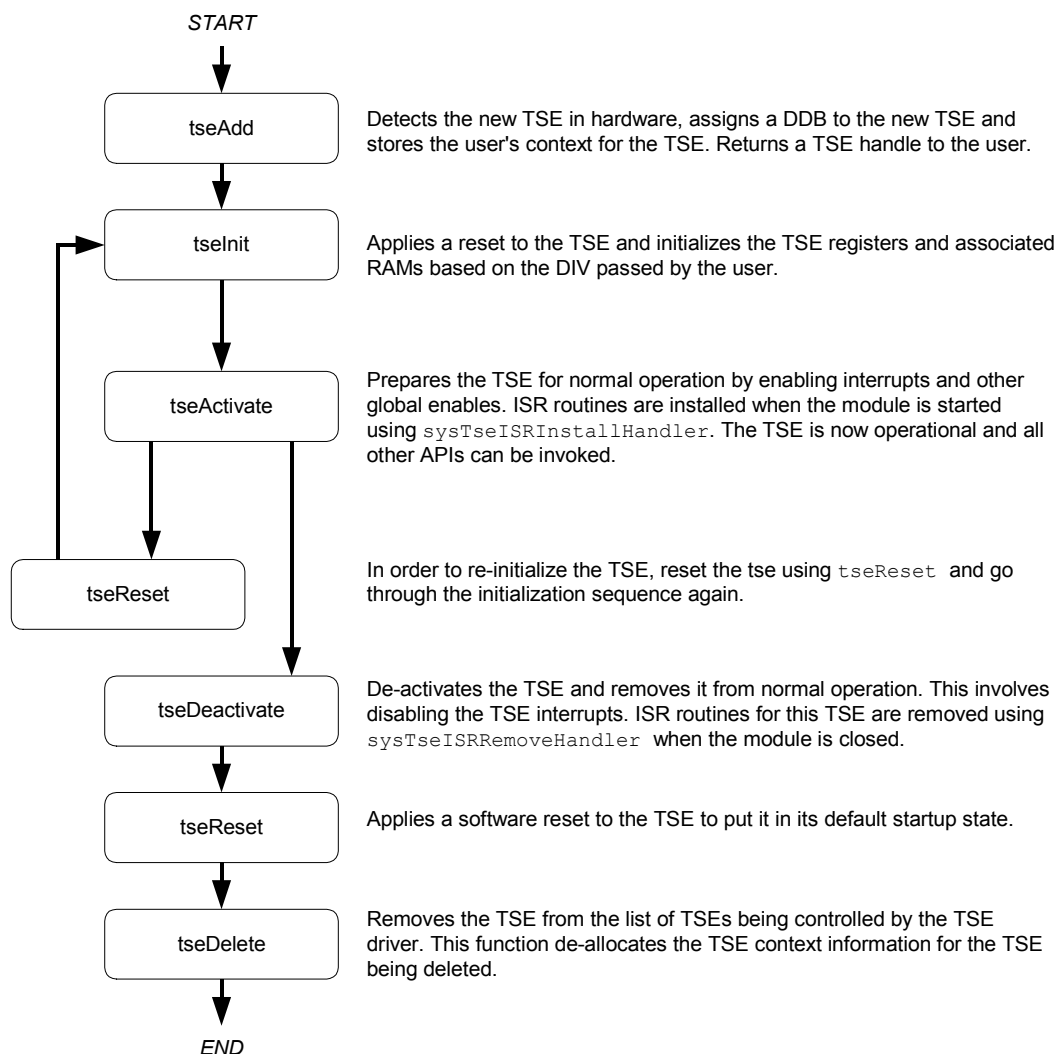 START
tseAdd
Detects the new TSE in hardware, assigns a DDB to the new TSE and
stores the user's context for the TSE. Returns a TSE handle to the user.
tseInit
Applies a reset to the TSE and initializes the TSE registers and associated
RAMs based on the DIV passed by the user.
tseActivate
Prepares the TSE for normal operation by enabling interrupts and other
global enables. ISR routines are installed when the module is started
using sysTseISRInstallHandler. The TSE is now operational and all
other APIs can be invoked.
tseReset
In order to re-initialize the TSE, reset the tse using tseReset and go
through the initialization sequence again.
tseDeactivate
De-activates the TSE and removes it from normal operation. This involves
disabling the TSE interrupts. ISR routines for this TSE are removed using
sysTseISRRemoveHandler when the module is closed.
tseReset
Applies a software reset to the TSE to put it in its default startup state.
tseDelete
Removes the TSE from the list of TSEs being controlled by the TSE
driver. This function de-allocates the TSE context information for the TSE
being deleted.
END